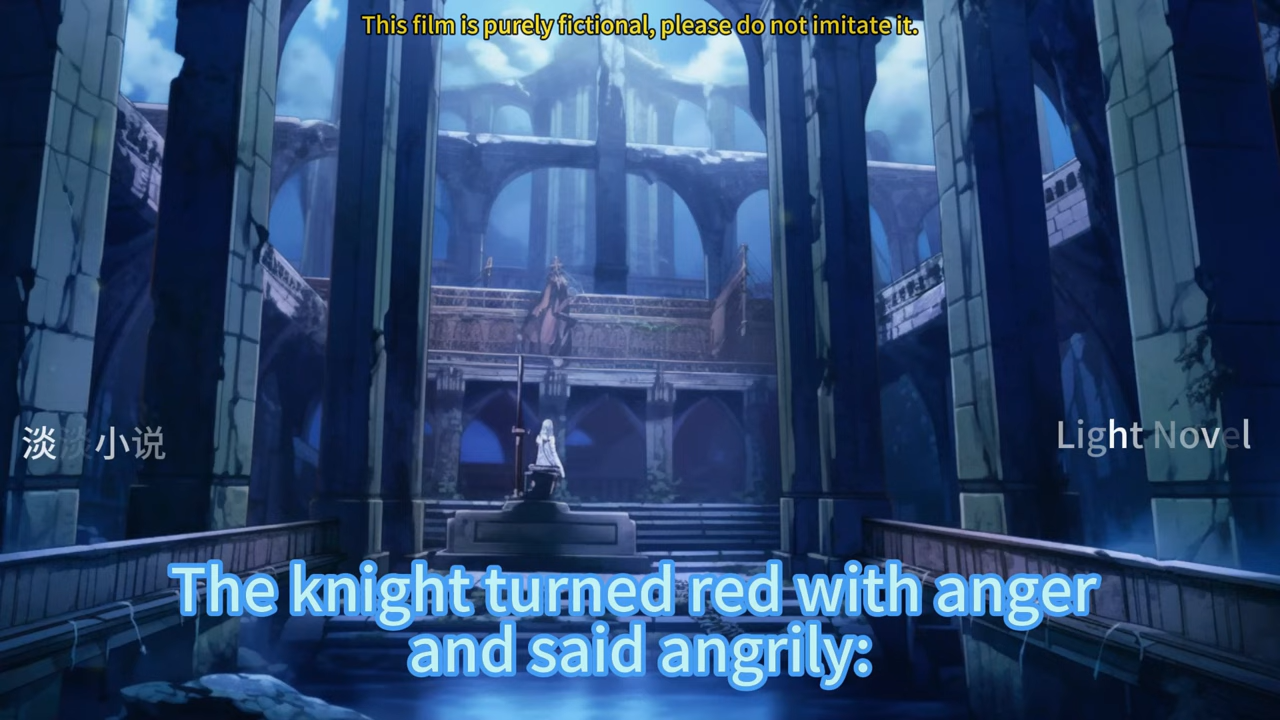 This film is purely fictional, please do not imitate it.
淡淡小说
Light Novel
The knight turned red with anger
and said angrily: